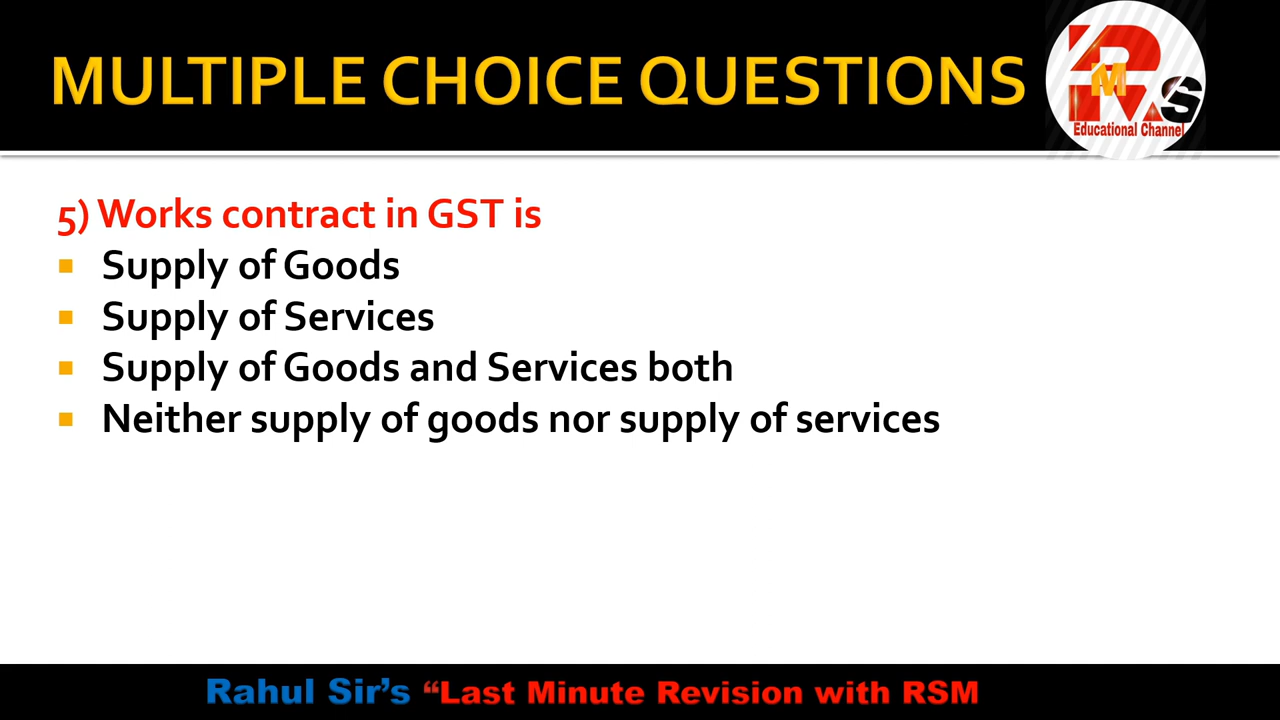 MULTIPLE CHOICE QUESTIONS
RMS
Educational Channel
5) Works contract in GST is
Supply of Goods
Supply of Services
Supply of Goods and Services both
Neither supply of goods nor supply of services
Rahul Sir’s “Last Minute Revision with RSM